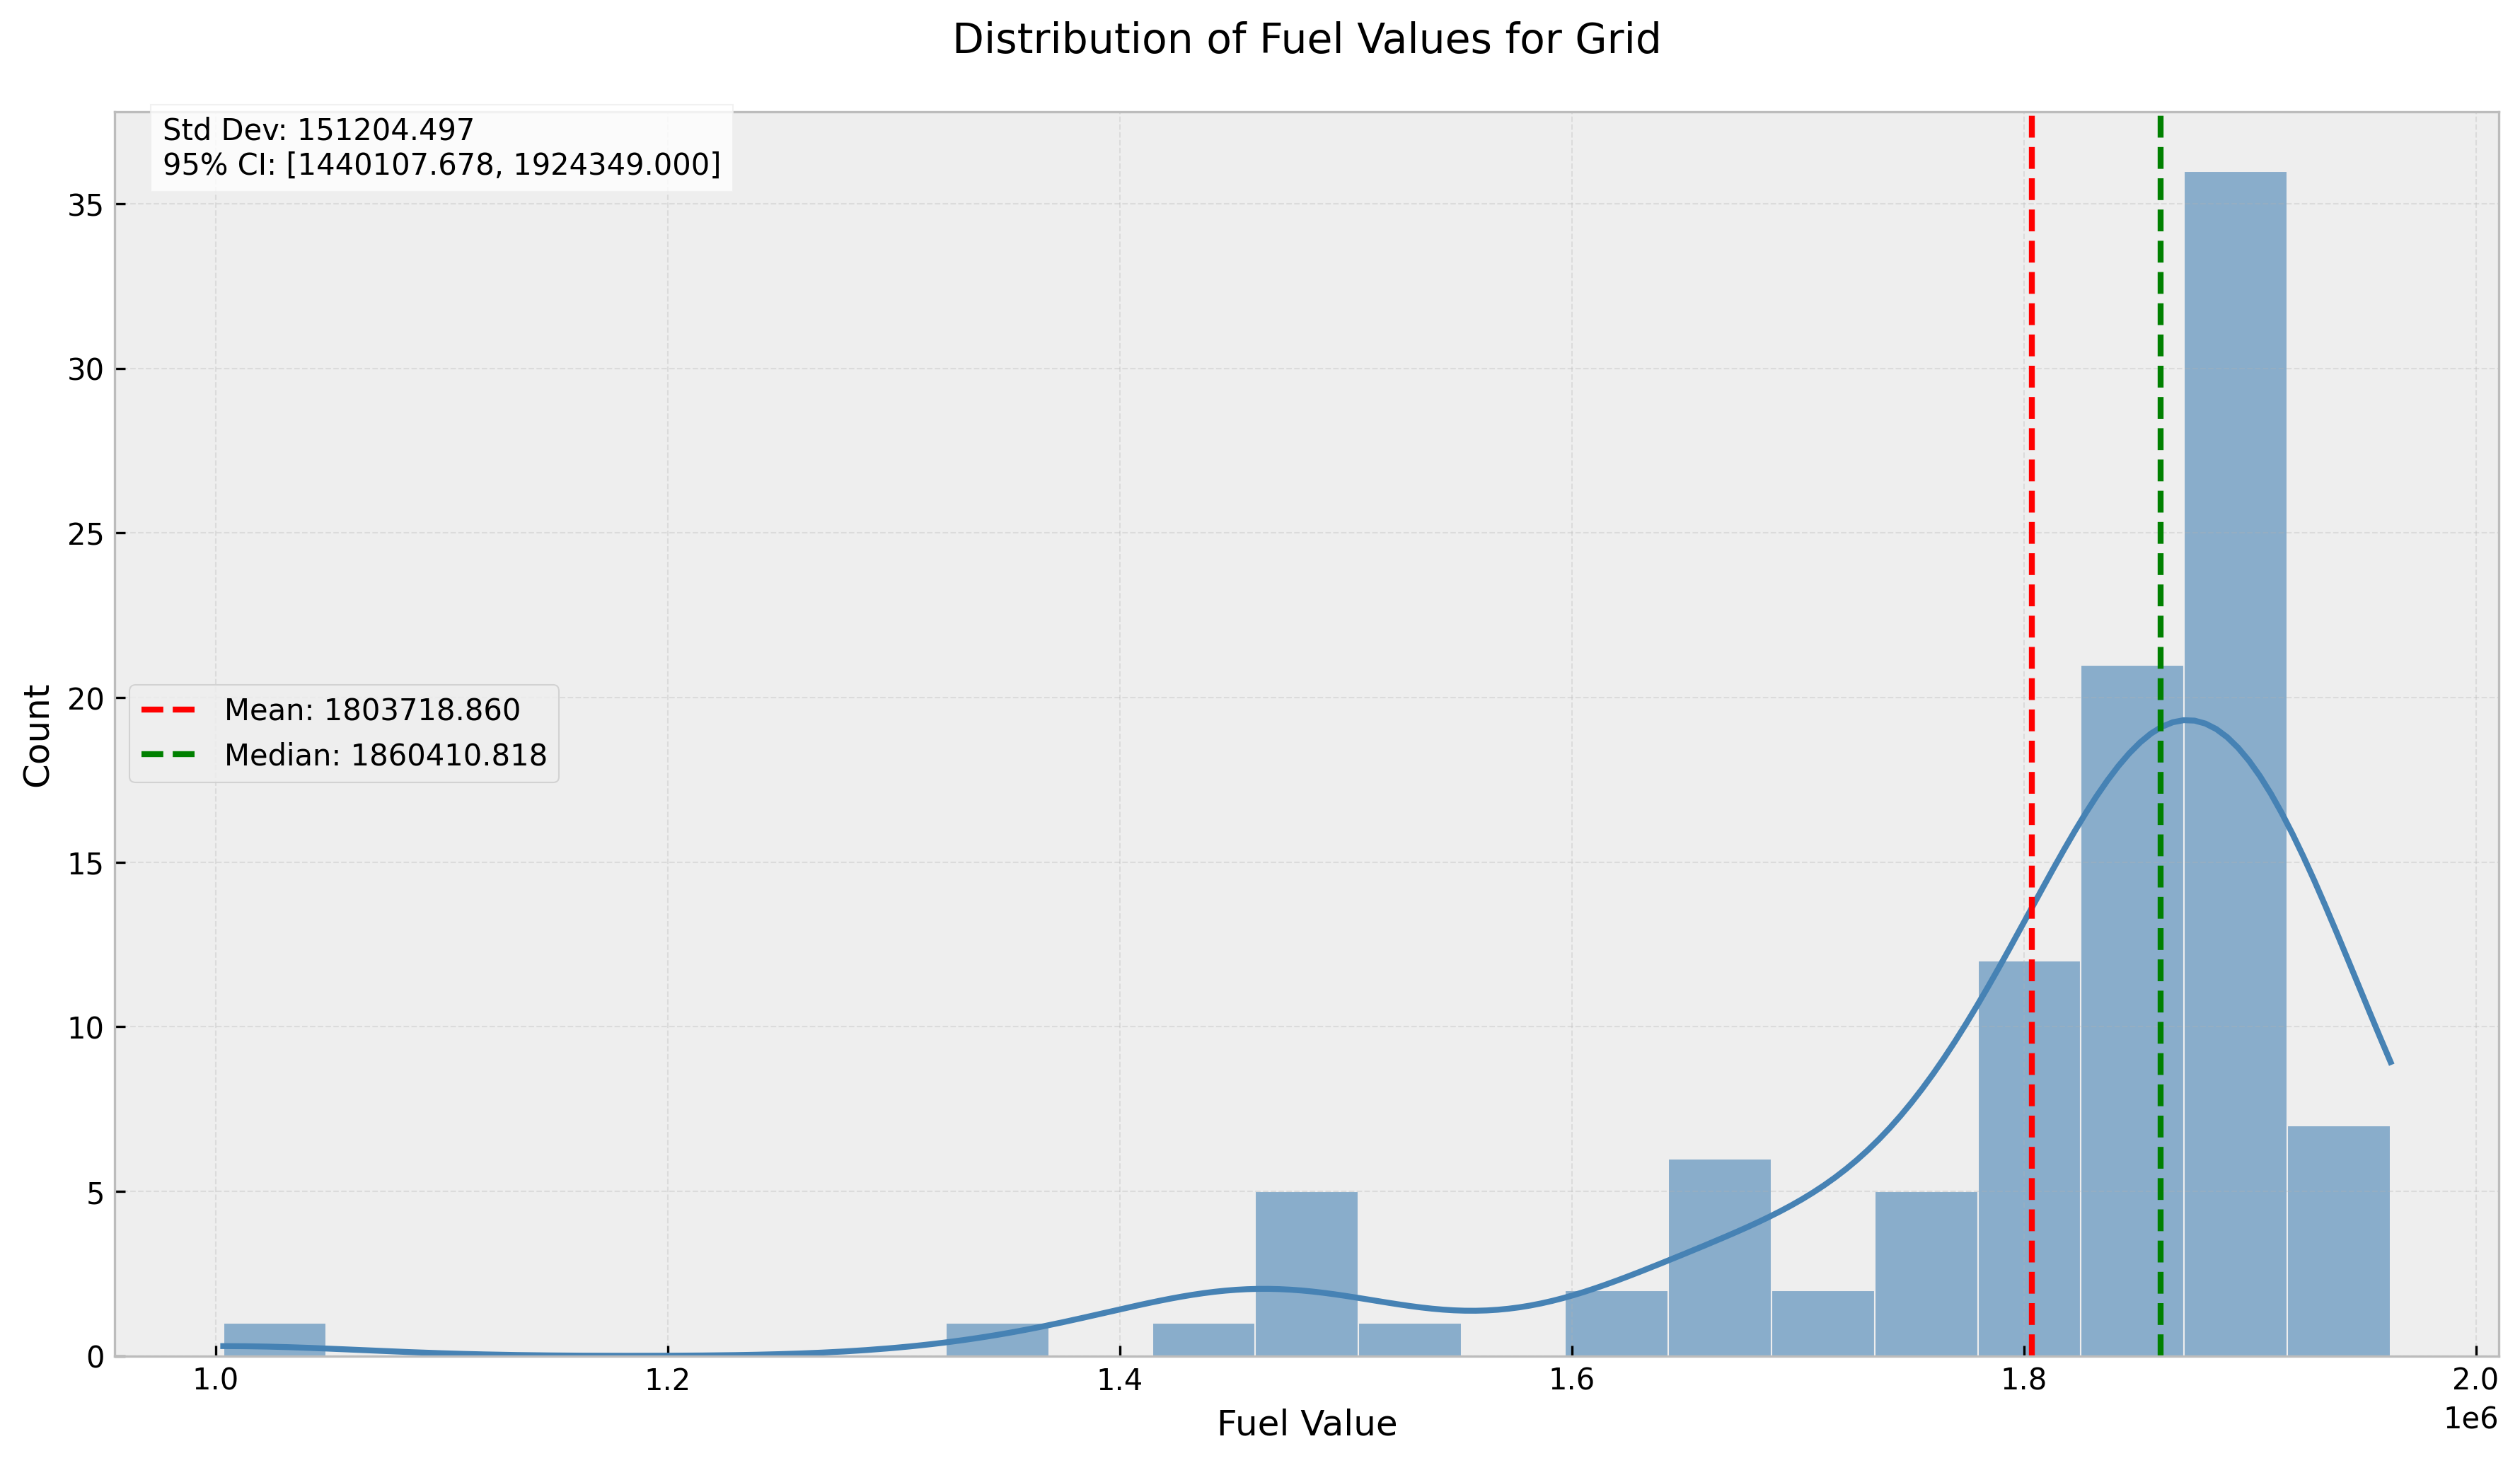 Distribution of Fuel Values for Grid
Std Dev: 151204.497
95% CI: [1440107.678, 1924349.000]
35
30
25
20
15
10
5
0
Count
Mean: 1803718.860
Median: 1860410.818
1.0 1.2 1.4 1.6 1.8 2.0
1e6
Fuel Value